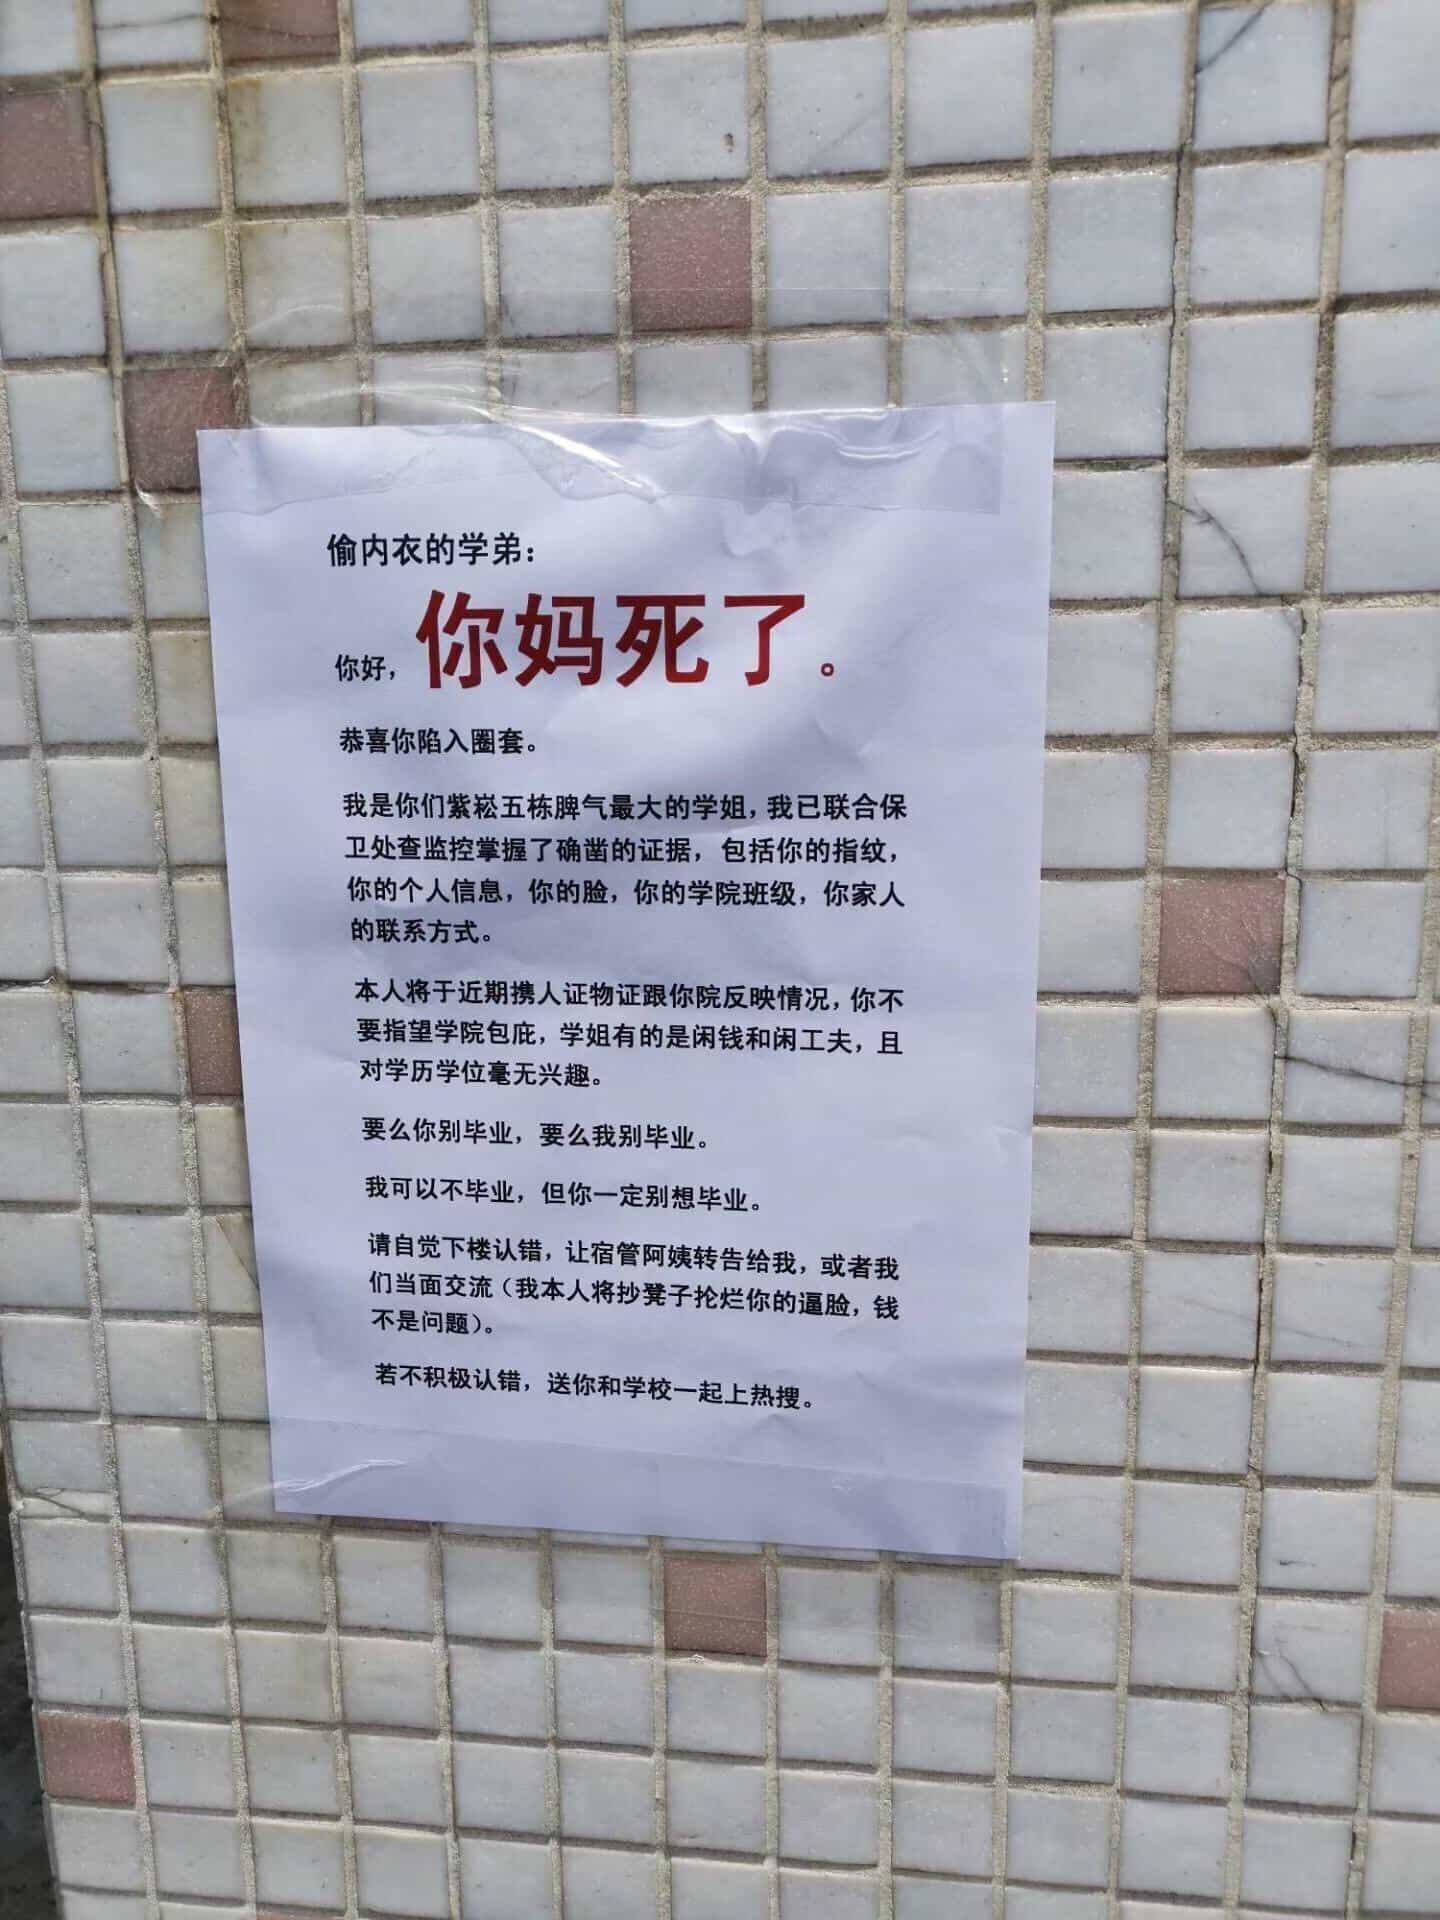 偷内衣的学弟：
你好，你妈死了。
恭喜你陷入圈套。
我是你们紫崧五栋脾气最大的学姐，我已联合保
卫处查监控掌握了确凿的证据，包括你的指纹，
你的个人信息，你的脸，你的学院班级，你家人
的联系方式。
本人将于近期携人证物证跟你院反映情况，你不
要指望学院包庇，学姐有的是闲钱和闲工夫，且
对学历学位毫无兴趣。
要么你别毕业，要么我别毕业。
我可以不毕业，但你一定别想毕业。
请自觉下楼认错，让宿管阿姨转告给我，或者我
们当面交流（我本人将抄凳子抡烂你的逼脸，钱
不是问题）。
若不积极认错，送你和学校一起上热搜。